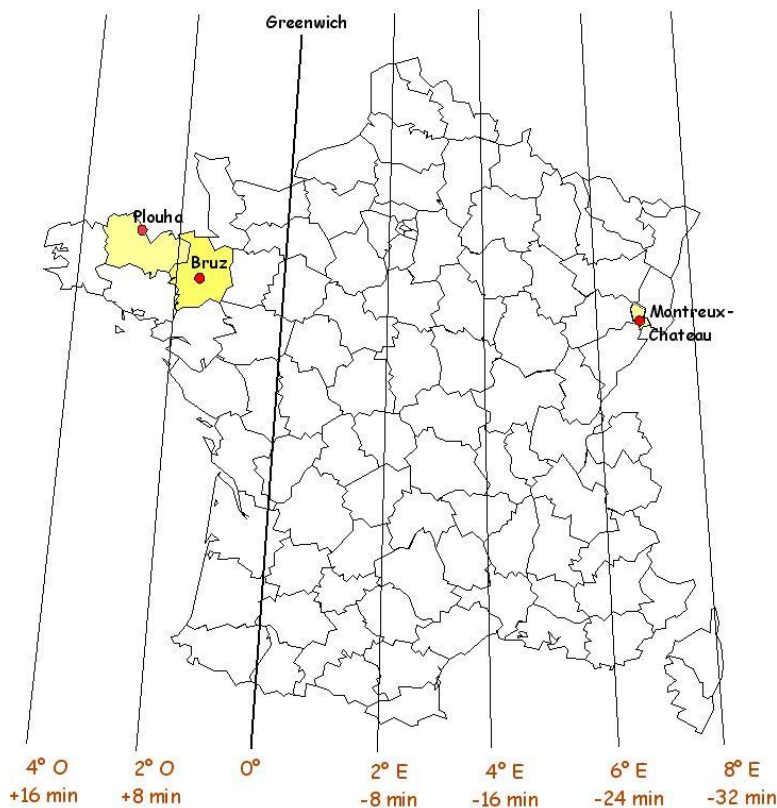 Greenwich
Plouha
Bruz
Montreux-
Chateau
4° O
2° O
0°
2° E
4° E
6° E
8° E
+16 min
+8 min
-8 min
-16 min
-24 min
-32 min